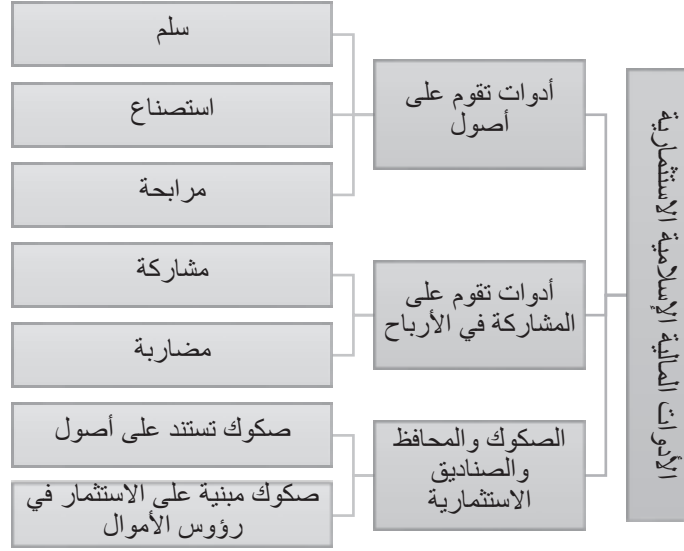 الأدوات المالية الإسلامية الاستثمارية
أدوات تقوم على
أصول
سلم
استصناع
مرابحة
أدوات تقوم على
المشاركة في الأرباح
مشاركة
مضاربة
الصكوك والمحافظ
والصناديق
الاستثمارية
صكوك تستند على أصول
صكوك مبنية على الاستثمار في
رؤوس الأموال